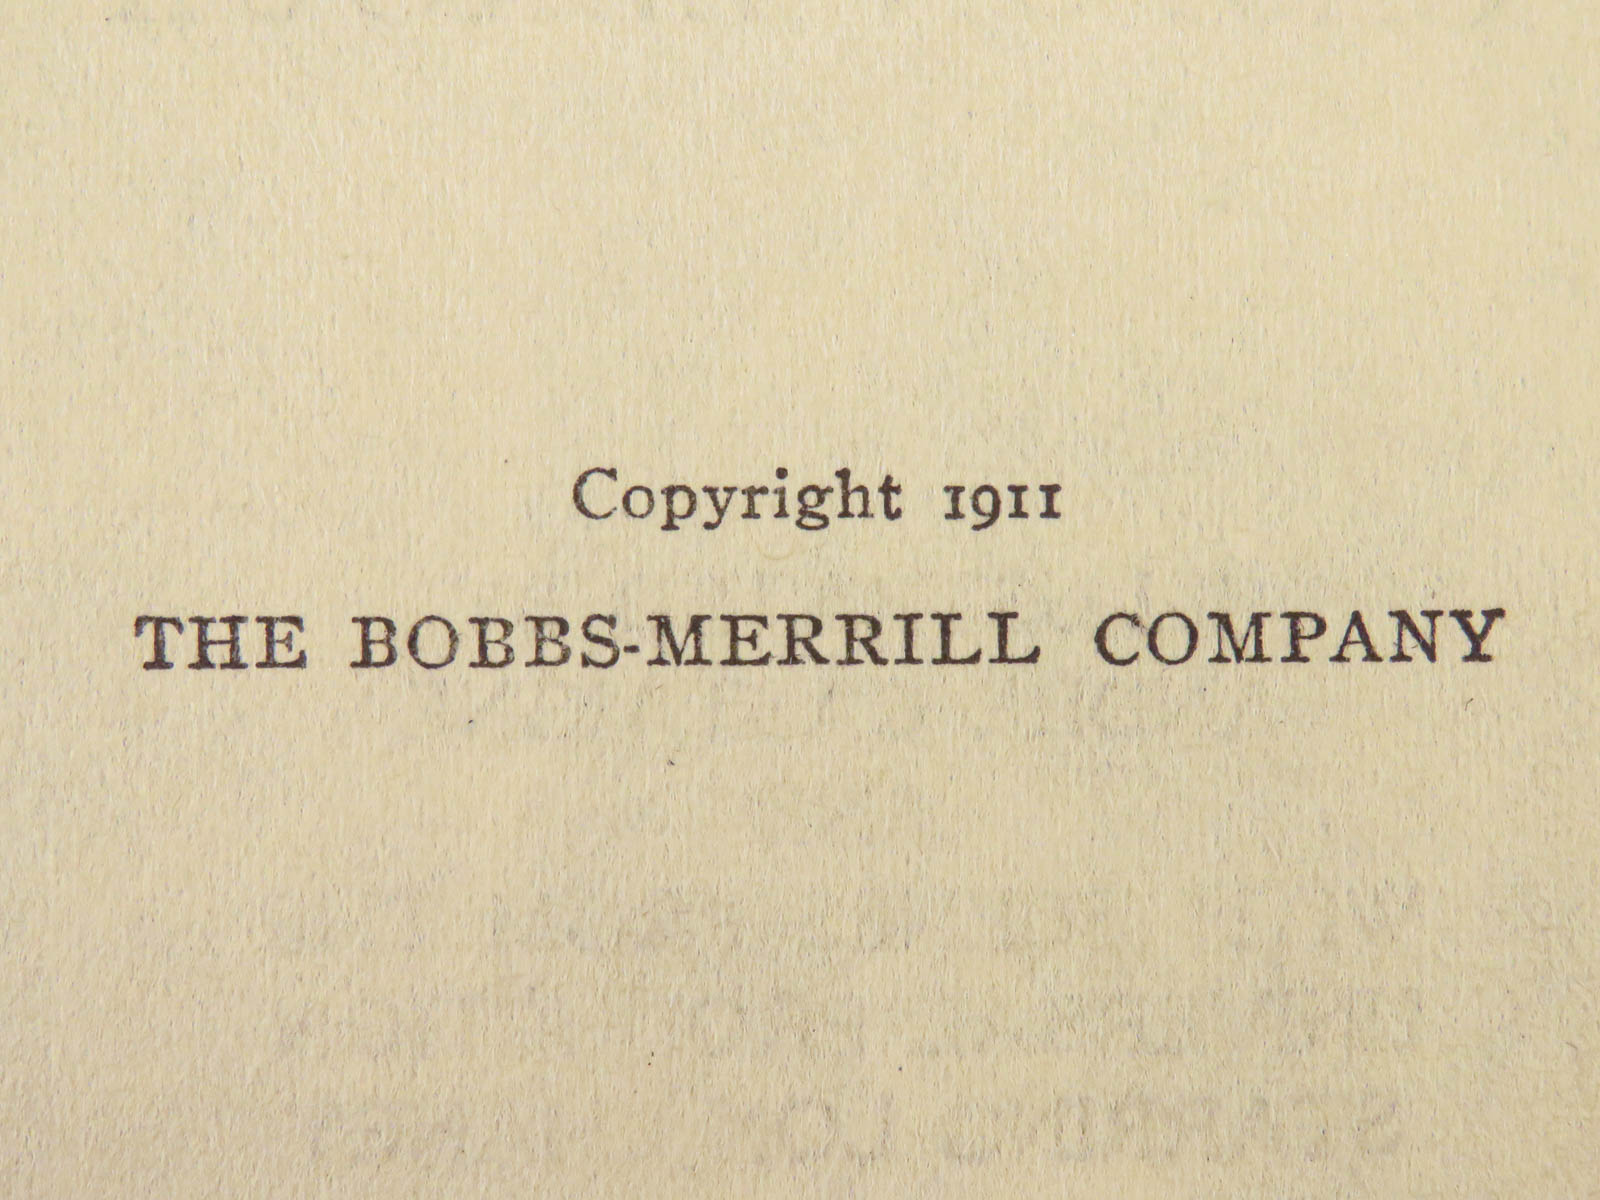 Copyright 1911
THE BOBBS-MERRILL COMPANY